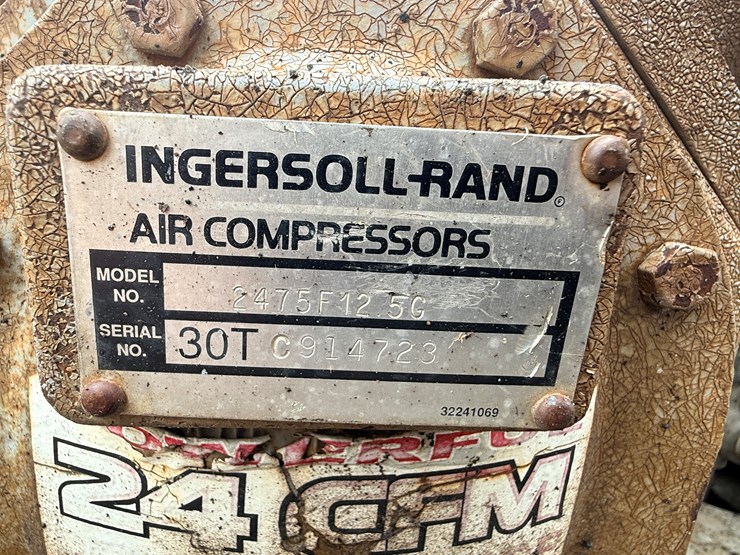 INGERSOLL-RAND®
AIR COMPRESSORS
MODEL NO. 2475F12.5G
SERIAL NO. 30T C914723
32241069
24 CFM